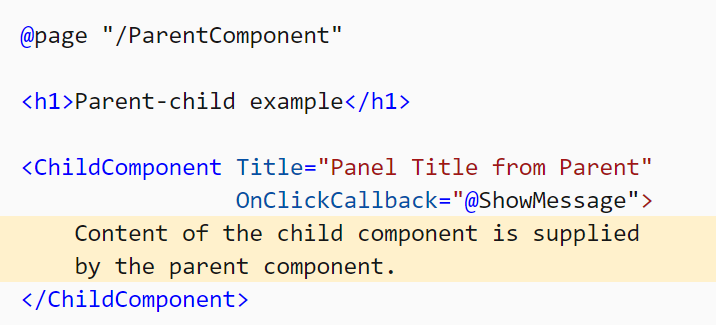 @page "/ParentComponent"
<h1>Parent-child example</h1>
<ChildComponent Title="Panel Title from Parent"
OnClickCallback="@ShowMessage">
Content of the child component is supplied
by the parent component.
</ChildComponent>